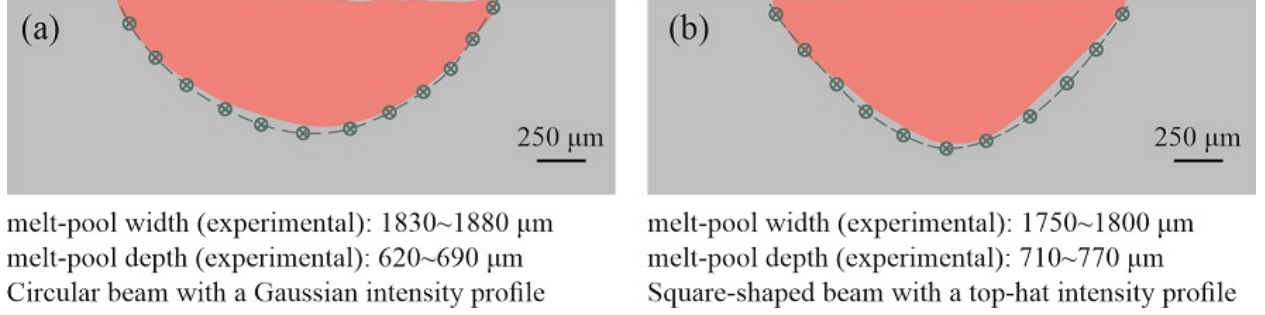 (a)
250 μm
melt-pool width (experimental): 1830~1880 μm
melt-pool depth (experimental): 620~690 μm
Circular beam with a Gaussian intensity profile
(b)
250 μm
melt-pool width (experimental): 1750~1800 μm
melt-pool depth (experimental): 710~770 μm
Square-shaped beam with a top-hat intensity profile